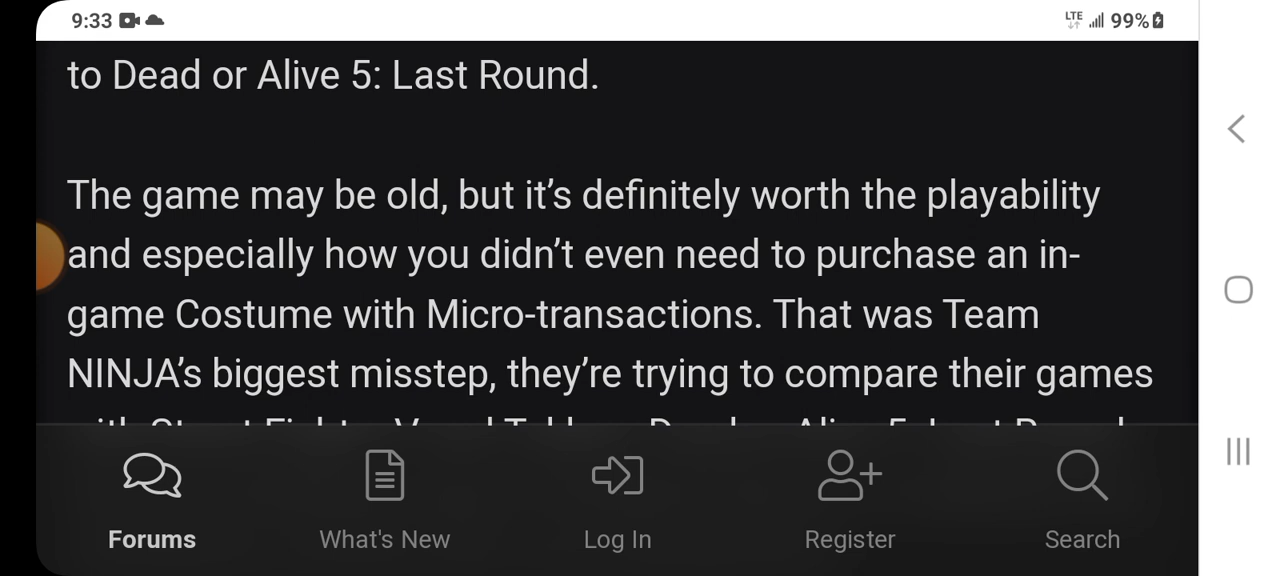 9:33
LTE
99%
to Dead or Alive 5: Last Round.
The game may be old, but it’s definitely worth the playability
and especially how you didn’t even need to purchase an in-
game Costume with Micro-transactions. That was Team
NINJA’s biggest misstep, they’re trying to compare their games
Forums
What's New
Log In
Register
Search